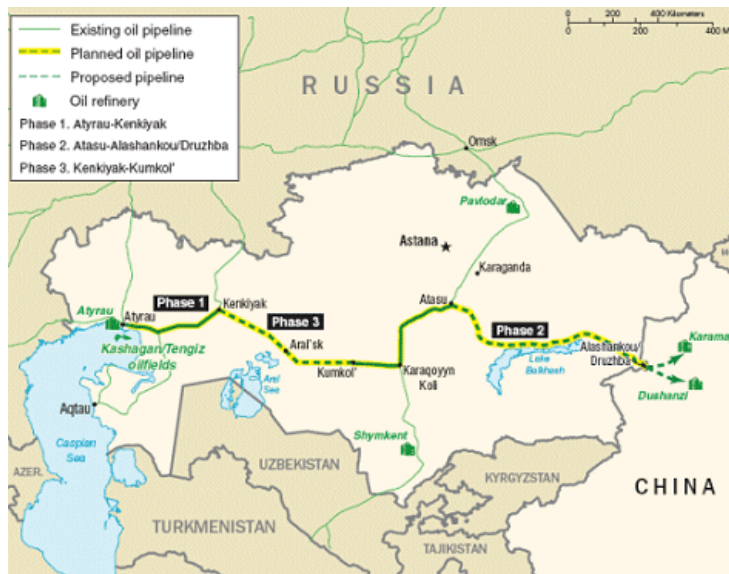 Existing oil pipeline
Planned oil pipeline
Proposed pipeline
Oil refinery
Phase 1. Atyrau-Kenkiyak
Phase 2. Atasu-Alashankou/Druzhba
Phase 3. Kenkiyak-Kumkol'
0 200 400 Kilometers
0 200 400 M
RUSSIA
Omsk
Pavlodar
Astana
Karaganda
Atasu
Phase 1
Kenkiyak
Atyrau
Atyrau
Phase 3
Phase 2
Kashagan/Tengiz
oilfields
Aral'sk
Alashankou/
Druzhba
Karama
Kumkol'
Karaqoyyn
Koli
Lake
Balkhash
Dushanzi
Aral
Sea
Aqtau
Shymkent
Caspian
Sea
UZBEKISTAN
AZER.
KYRGYZSTAN
CHINA
TURKMENISTAN
TAJIKISTAN